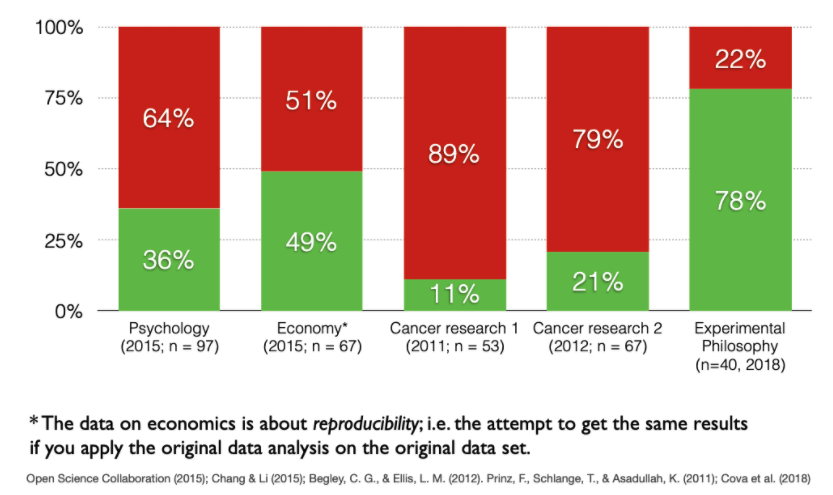 100%
75%
50%
25%
0%
64%
51%
89%
79%
22%
36%
49%
11%
21%
78%
Psychology
(2015; n = 97)
Economy*
(2015; n = 67)
Cancer research 1
(2011; n = 53)
Cancer research 2
(2012; n = 67)
Experimental
Philosophy
(n=40, 2018)
* The data on economics is about reproducibility; i.e. the attempt to get the same results
if you apply the original data analysis on the original data set.
Open Science Collaboration (2015); Chang & Li (2015); Begley, C. G., & Ellis, L. M. (2012). Prinz, F., Schlange, T., & Asadullah, K. (2011); Cova et al. (2018)